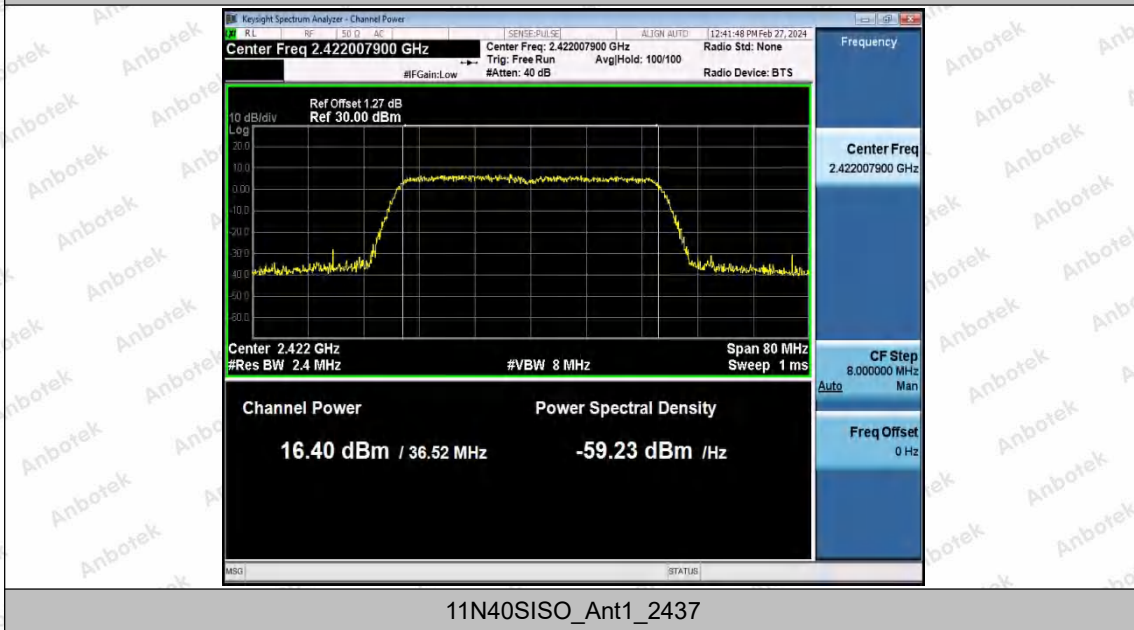 Keysight Spectrum Analyzer - Channel Power
RL RF 50 Ω AC SENSE:PULSE ALIGN AUTO 12:41:48 PM Feb 27, 2024
Center Freq 2.422007900 GHz
Center Freq: 2.422007900 GHz
Radio Std: None
Trig: Free Run Avg|Hold: 100/100
#IFGain:Low #Atten: 40 dB Radio Device: BTS
Frequency
Ref Offset 1.27 dB
10 dB/div Ref 30.00 dBm
Log
20.0
10.0
0.00
-10.0
-20.0
-30.0
-40.0
-50.0
-60.0
Center 2.422 GHz Span 80 MHz
#Res BW 2.4 MHz #VBW 8 MHz Sweep 1 ms
Channel Power Power Spectral Density
16.40 dBm / 36.52 MHz -59.23 dBm /Hz
Center Freq
2.422007900 GHz
CF Step
8.000000 MHz
Auto Man
Freq Offset
0 Hz
MSG STATUS
11N40SISO_Ant1_2437
Anbotek